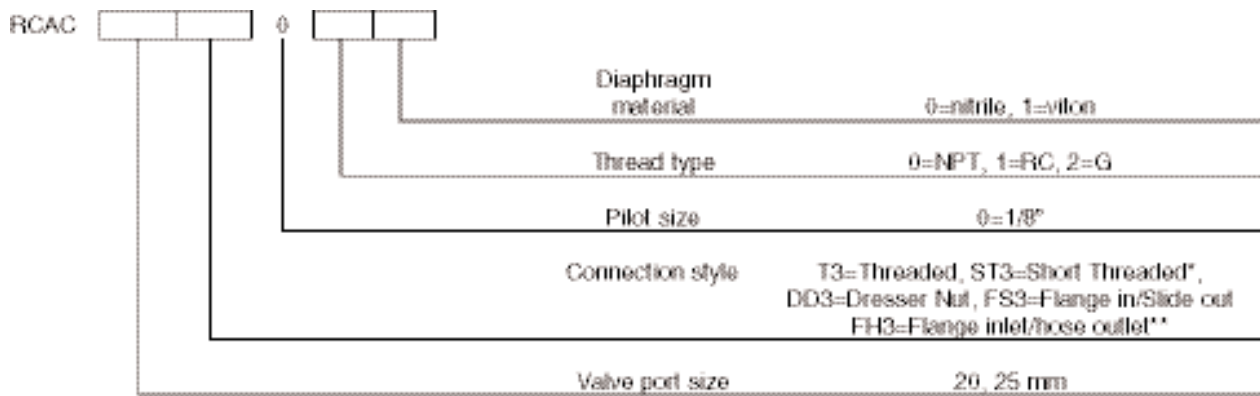 RCAC 0
Diaphragm
material 0=nitrile, 1=vilon
Thread type 0=NPT, 1=RC, 2=G
Pilot size 0=1/8"
Connection style T3=Threaded, ST3=Short Threaded*,
DD3=Dresser Nut, FS3=Flange in/Slide out
FH3=Flange inlet/hose outlet**
Valve port size 20, 25 mm